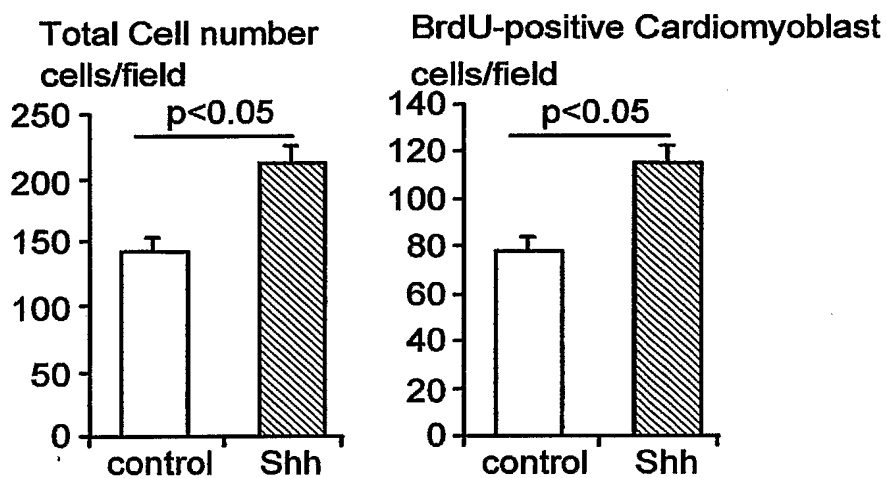 Total Cell number
cells/field
p<0.05
250
200
150
100
50
0
control Shh
BrdU-positive Cardiomyoblast
cells/field
p<0.05
140
120
100
80
60
40
20
0
control Shh